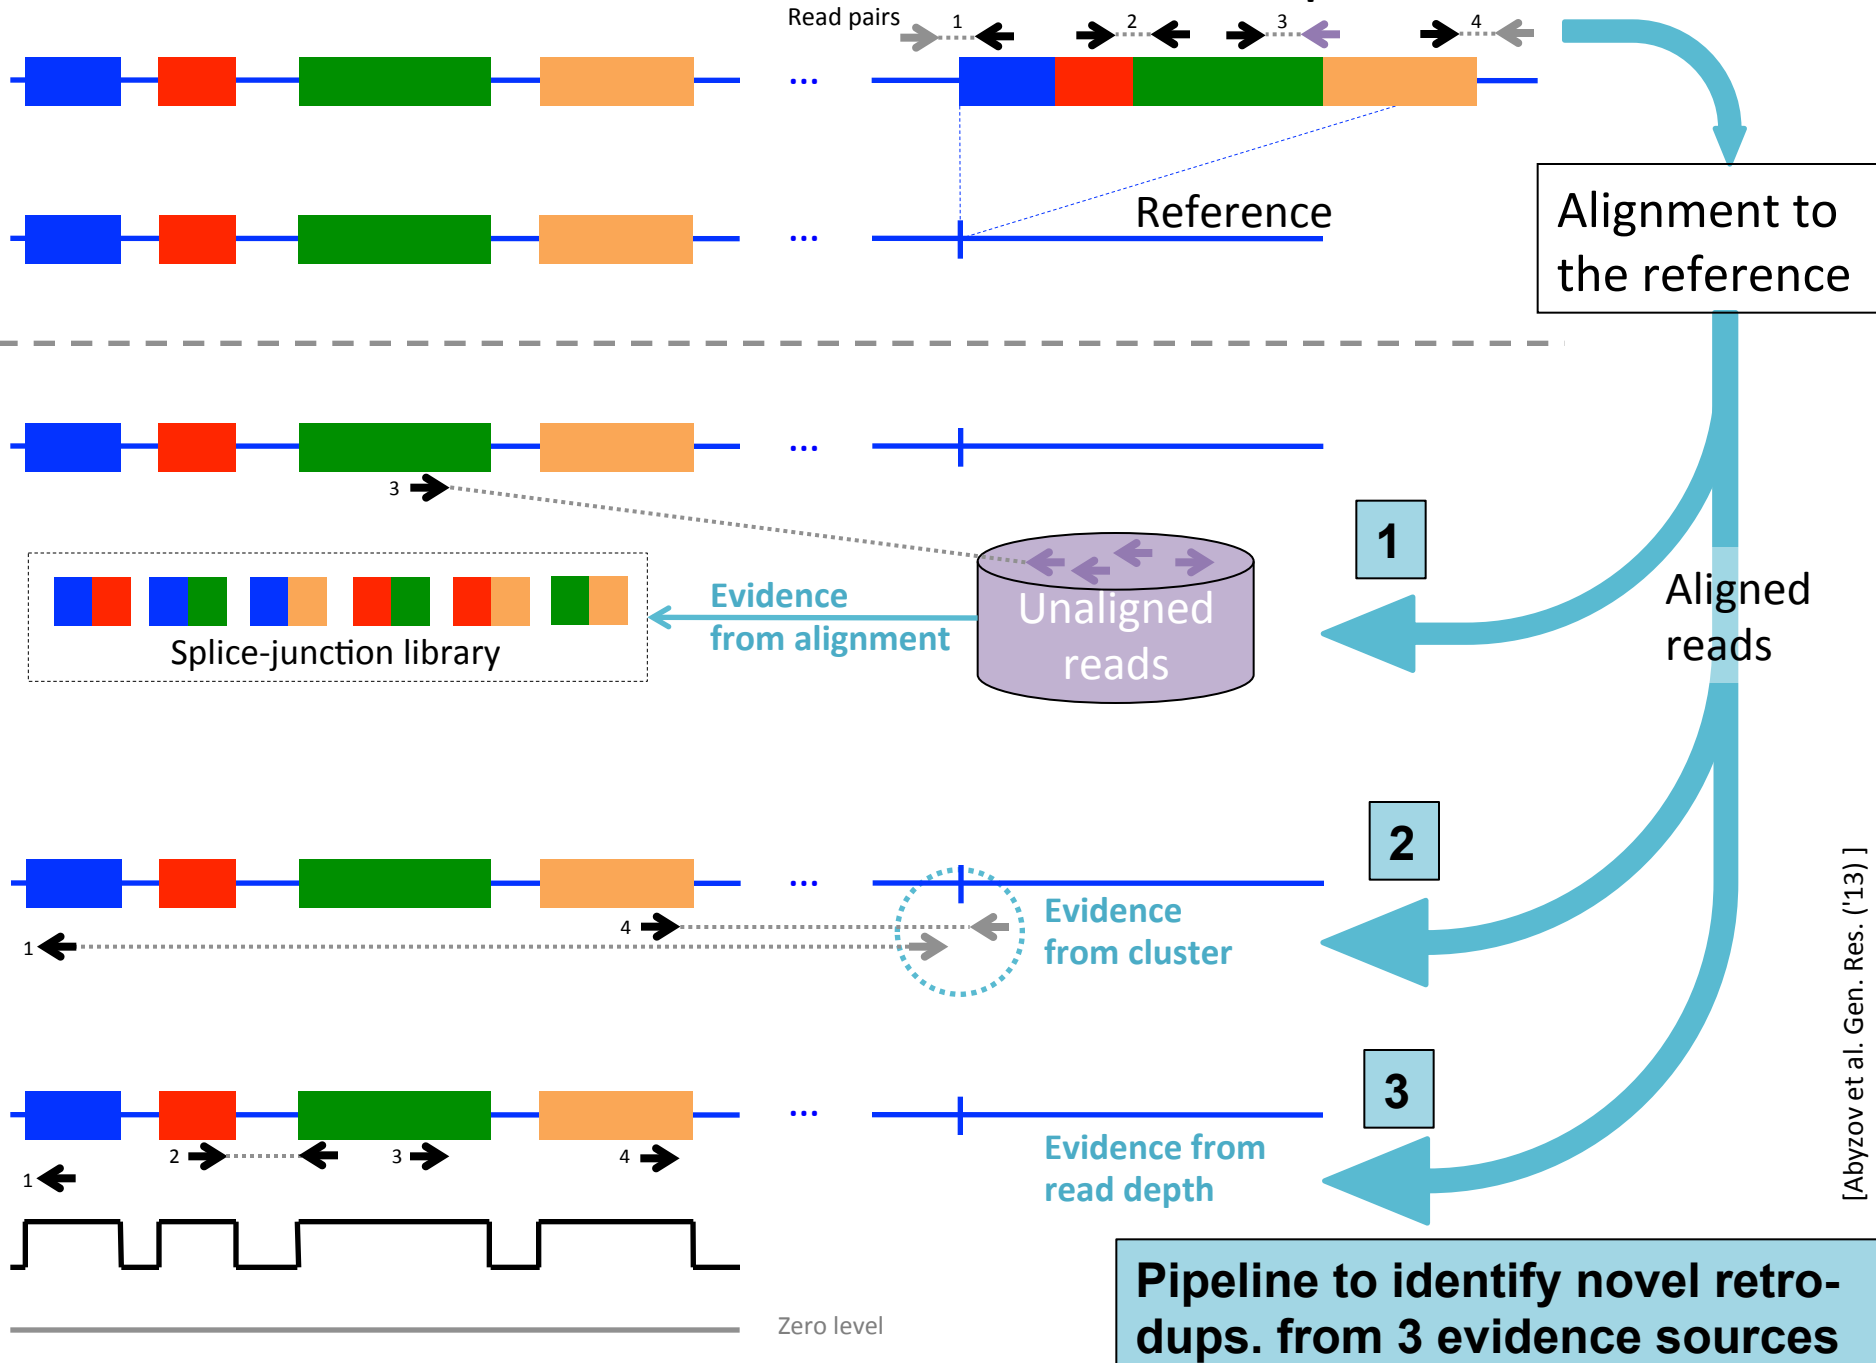 Read pairs
1
2
3
4
...
Reference
...
Alignment to
the reference
...
3
1
Evidence
from alignment
Unaligned
reads
Splice-junction library
Aligned
reads
2
...
4
1
Evidence
from cluster
3
...
2
3
4
1
Evidence from
read depth
[Abyzov et al. Gen. Res. ('13) ]
Zero level
Pipeline to identify novel retro-
dups. from 3 evidence sources